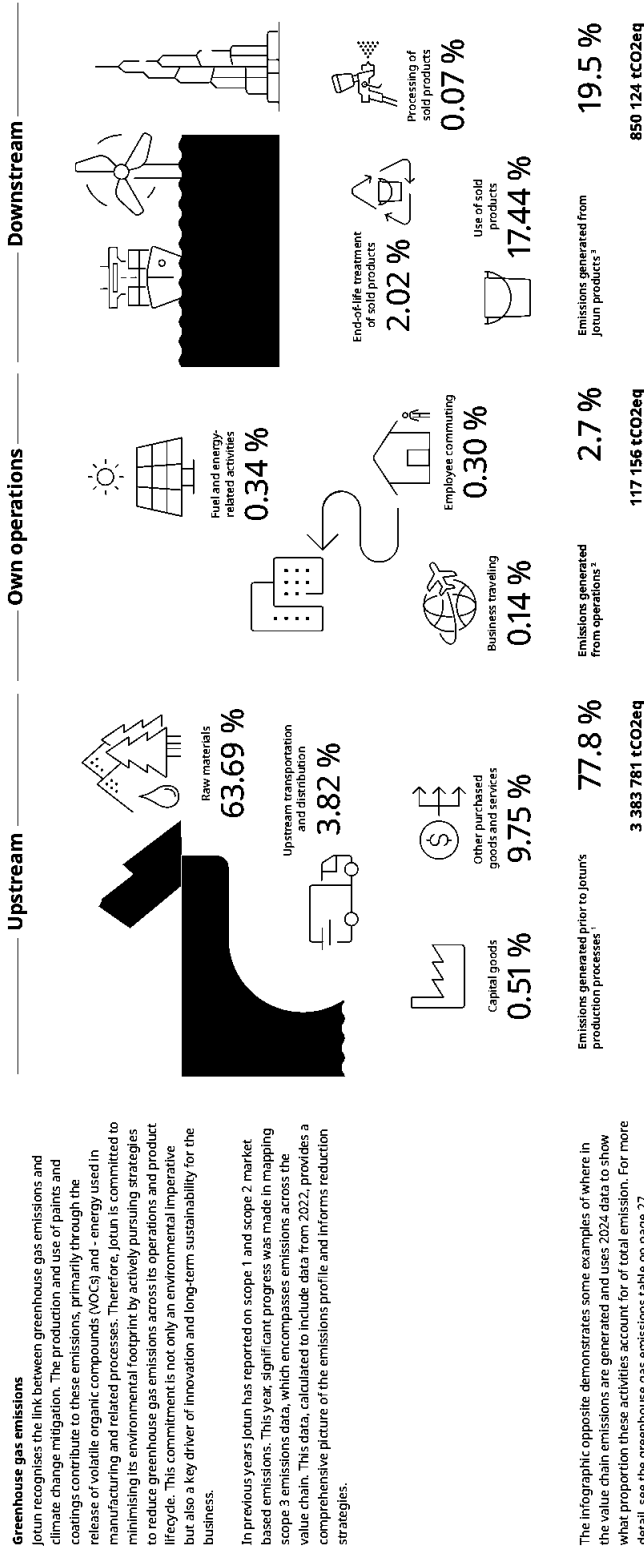 Greenhouse gas emissions
Jotun recognises the link between greenhouse gas emissions and
climate change mitigation. The production and use of paints and
coatings contribute to these emissions, primarily through the
release of volatile organic compounds (VOCs) and - energy used in
manufacturing and related processes. Therefore, Jotun is committed to
minimising its environmental footprint by actively pursuing strategies
to reduce greenhouse gas emissions across its operations and product
lifecycle. This commitment is not only an environmental imperative
but also a key driver of innovation and long-term sustainability for the
business.
In previous years Jotun has reported on scope 1 and scope 2 market
based emissions. This year, significant progress was made in mapping
scope 3 emissions data, which encompasses emissions across the
value chain. This data, calculated to include data from 2022, provides a
comprehensive picture of the emissions profile and informs reduction
strategies.
The infographic opposite demonstrates some examples of where in
the value chain emissions are generated and uses 2024 data to show
what proportion these activities account for of total emission. For more
detail, see the greenhouse gas emissions table on page 27
Upstream
Raw materials
63.69 %
Upstream transportation
and distribution
3.82 %
Capital goods
0.51 %
Other purchased
goods and services
9.75 %
Emissions generated prior to Jotun's
production processes ¹
77.8 %
3 383 781 tCO2eq
Own operations
Fuel and energy-
related activities
0.34 %
Business traveling
0.14 %
Employee commuting
0.30 %
Emissions generated
from operations ²
2.7 %
117 156 tCO2eq
Downstream
End-of-life treatment
of sold products
2.02 %
Processing of
sold products
0.07 %
Use of sold
products
17.44 %
Emissions generated from
Jotun products ³
19.5 %
850 124 tCO2eq